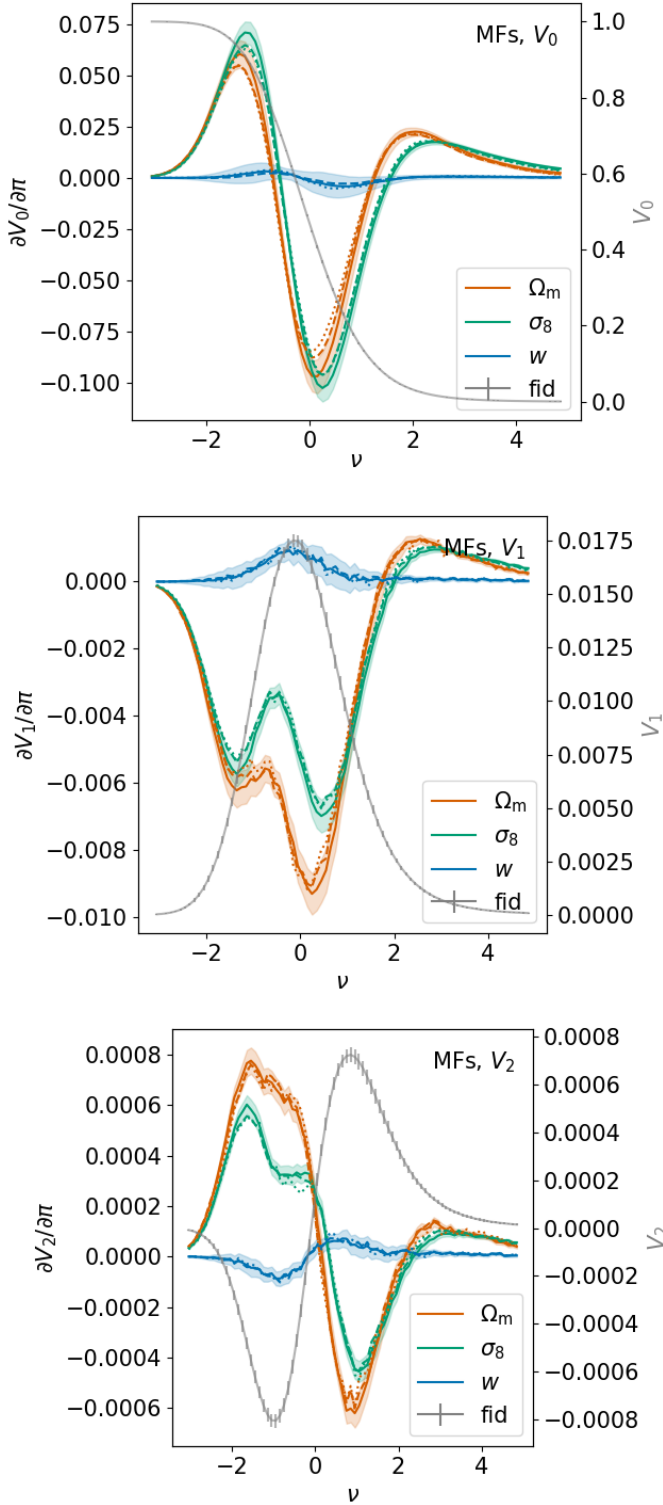 MFs, V₀
0.075
0.050
0.025
0.000
−0.025
−0.050
−0.075
−0.100
∂V₀/∂π
1.0
0.8
0.6
0.4
0.2
0.0
V₀
Ωₘ
σ₈
w
fid
−2 0 2 4
ν
MFs, V₁
0.000
−0.002
−0.004
−0.006
−0.008
−0.010
∂V₁/∂π
0.0175
0.0150
0.0125
0.0100
0.0075
0.0050
0.0025
0.0000
V₁
Ωₘ
σ₈
w
fid
−2 0 2 4
ν
MFs, V₂
0.0008
0.0006
0.0004
0.0002
0.0000
−0.0002
−0.0004
−0.0006
∂V₂/∂π
0.0008
0.0006
0.0004
0.0002
0.0000
−0.0002
−0.0004
−0.0006
−0.0008
V₂
Ωₘ
σ₈
w
fid
−2 0 2 4
ν